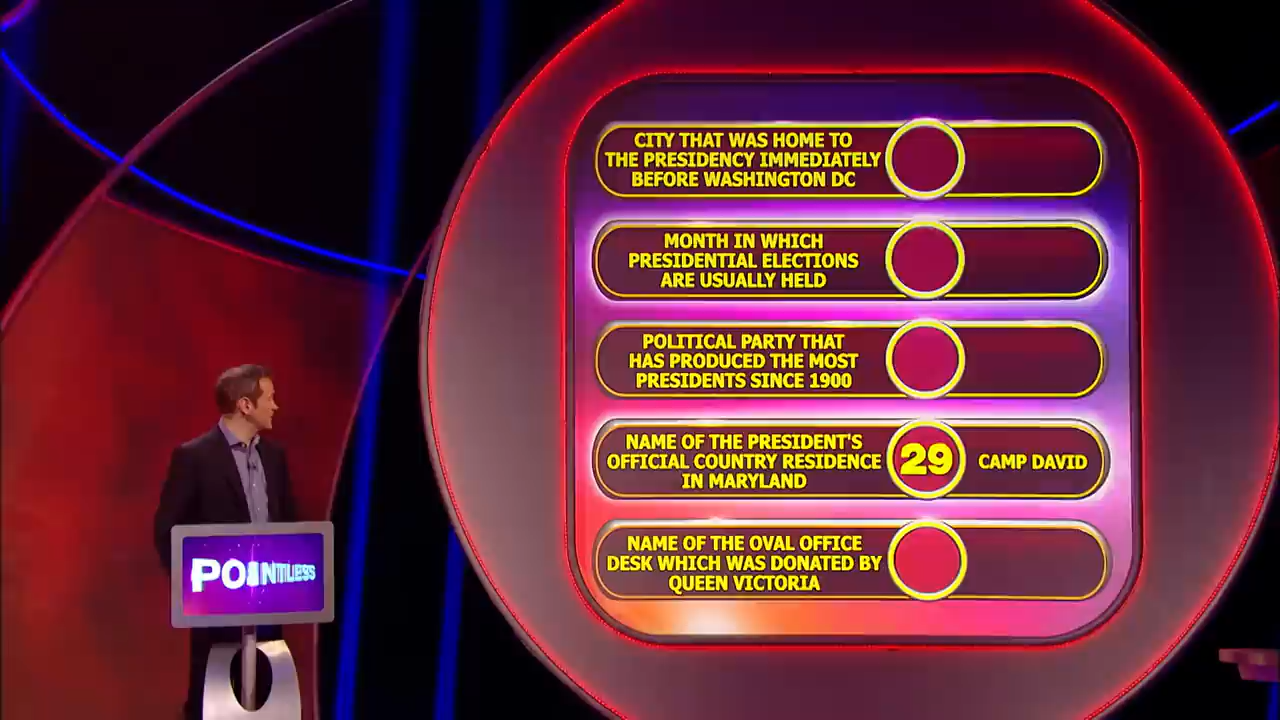 CITY THAT WAS HOME TO
THE PRESIDENCY IMMEDIATELY
BEFORE WASHINGTON DC
MONTH IN WHICH
PRESIDENTIAL ELECTIONS
ARE USUALLY HELD
POLITICAL PARTY THAT
HAS PRODUCED THE MOST
PRESIDENTS SINCE 1900
NAME OF THE PRESIDENT'S
OFFICIAL COUNTRY RESIDENCE
IN MARYLAND
29
CAMP DAVID
NAME OF THE OVAL OFFICE
DESK WHICH WAS DONATED BY
QUEEN VICTORIA
POINTLESS